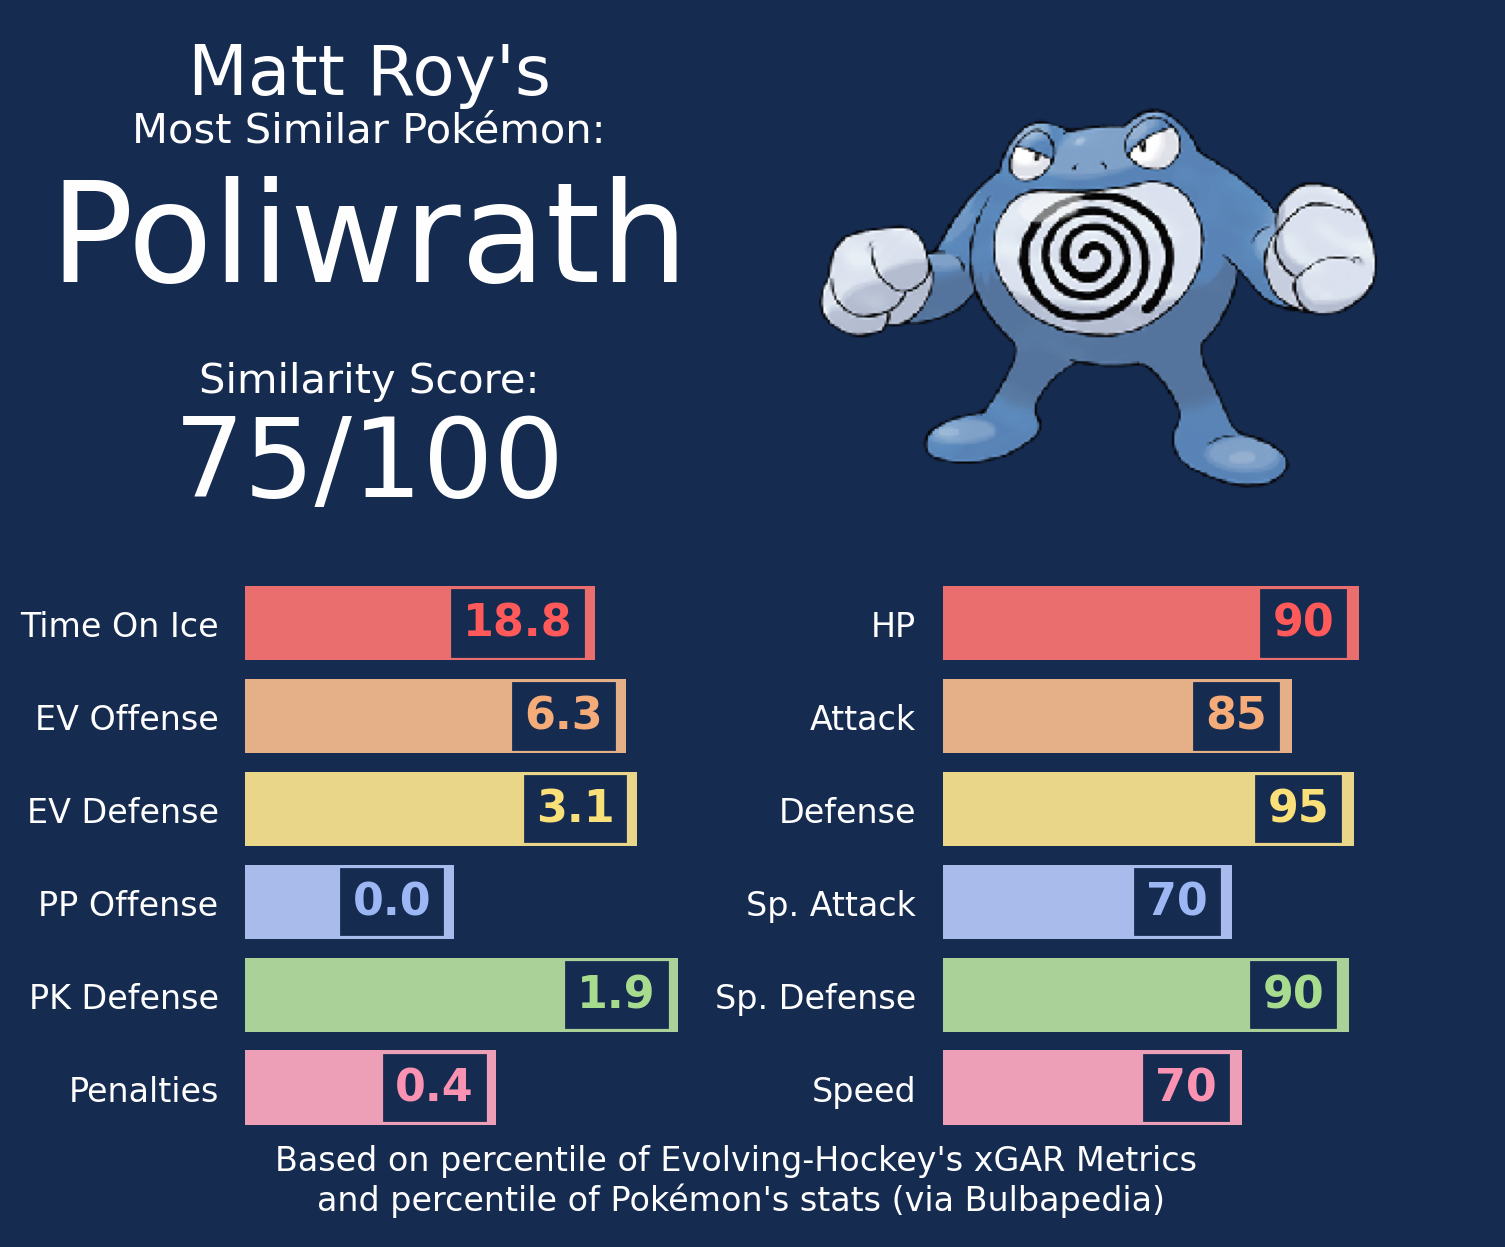 Matt Roy's
Most Similar Pokémon:
Poliwrath
Similarity Score:
75/100
Time On Ice 18.8
EV Offense 6.3
EV Defense 3.1
PP Offense 0.0
PK Defense 1.9
Penalties 0.4
HP 90
Attack 85
Defense 95
Sp. Attack 70
Sp. Defense 90
Speed 70
Based on percentile of Evolving-Hockey's xGAR Metrics
and percentile of Pokémon's stats (via Bulbapedia)